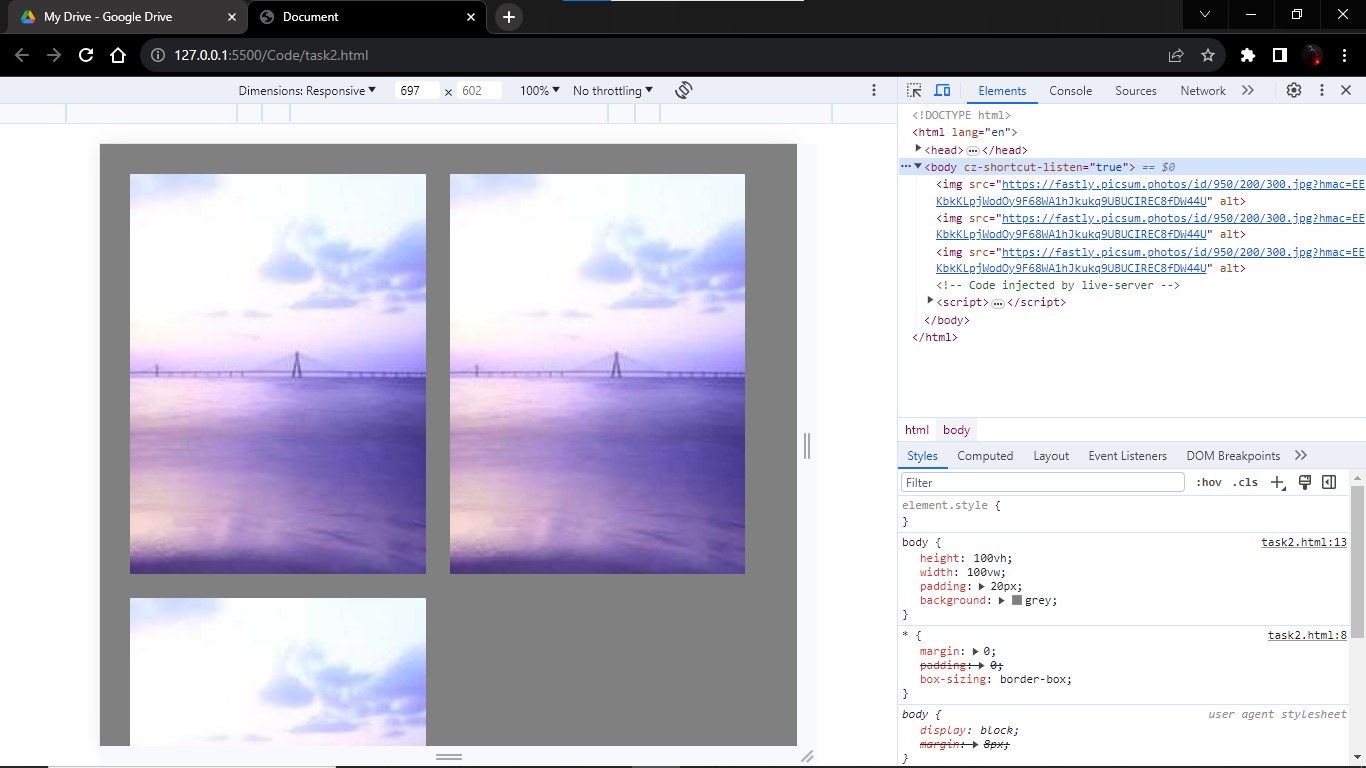 My Drive - Google Drive
Document
127.0.0.1:5500/Code/task2.html
Dimensions: Responsive
697 x 602
100%
No throttling
Elements
Console
Sources
Network
<!DOCTYPE html>
<html lang="en">
<head> … </head>
<body cz-shortcut-listen="true"> == $0
<img src="https://fastly.picsum.photos/id/950/200/300.jpg?hmac=EE
KbkKLpjWodOy9F68WA1hJkukq9UBUCIREC8fDW44U" alt>
<img src="https://fastly.picsum.photos/id/950/200/300.jpg?hmac=EE
KbkKLpjWodOy9F68WA1hJkukq9UBUCIREC8fDW44U" alt>
<img src="https://fastly.picsum.photos/id/950/200/300.jpg?hmac=EE
KbkKLpjWodOy9F68WA1hJkukq9UBUCIREC8fDW44U" alt>
<!-- Code injected by live-server -->
<script> … </script>
</body>
</html>
html
body
Styles
Computed
Layout
Event Listeners
DOM Breakpoints
Filter
:hov
.cls
element.style {
}
body {
task2.html:13
height: 100vh;
width: 100vw;
padding: 20px;
background: grey;
}
* {
task2.html:8
margin: 0;
padding: 0;
box-sizing: border-box;
}
body {
user agent stylesheet
display: block;
margin: 8px;
}